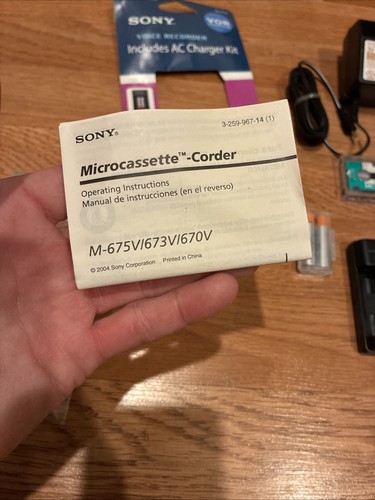 SONY
VOR
VOICE RECORDER
Includes AC Charger Kit
SONY®
3-259-967-14 (1)
Microcassette™-Corder
Operating Instructions
Manual de instrucciones (en el reverso)
M-675V/673V/670V
© 2004 Sony Corporation Printed in China